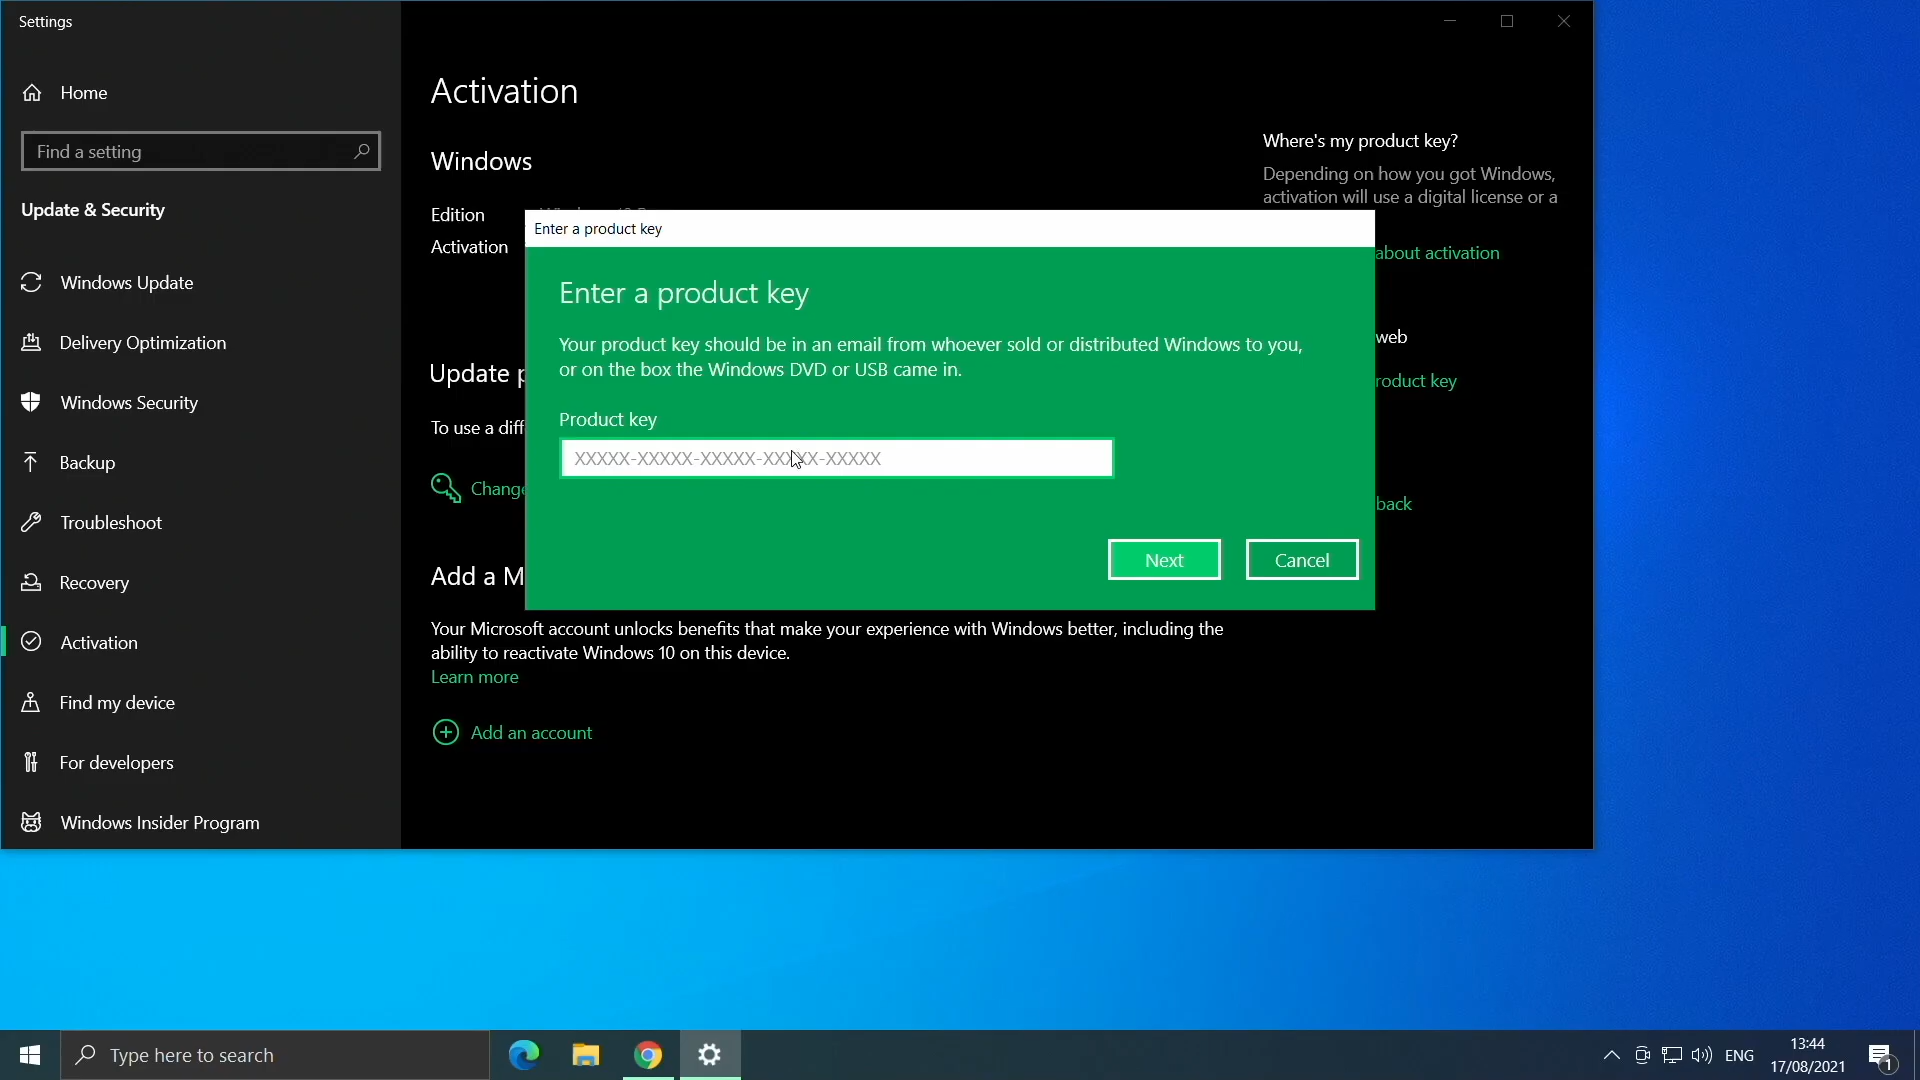 Settings
Home
Find a setting
Update & Security
Windows Update
Delivery Optimization
Windows Security
Backup
Troubleshoot
Recovery
Activation
Find my device
For developers
Windows Insider Program
Activation
Windows
Edition
Activation
Update p
To use a diff
Change
Add a M
Your Microsoft account unlocks benefits that make your experience with Windows better, including the
ability to reactivate Windows 10 on this device.
Learn more
Add an account
Where's my product key?
Depending on how you got Windows,
activation will use a digital license or a
about activation
web
roduct key
back
Enter a product key
Enter a product key
Your product key should be in an email from whoever sold or distributed Windows to you,
or on the box the Windows DVD or USB came in.
Product key
XXXXX-XXXXX-XXXXX-XXXXX-XXXXX
Next
Cancel
Type here to search
ENG
13:44
17/08/2021
1